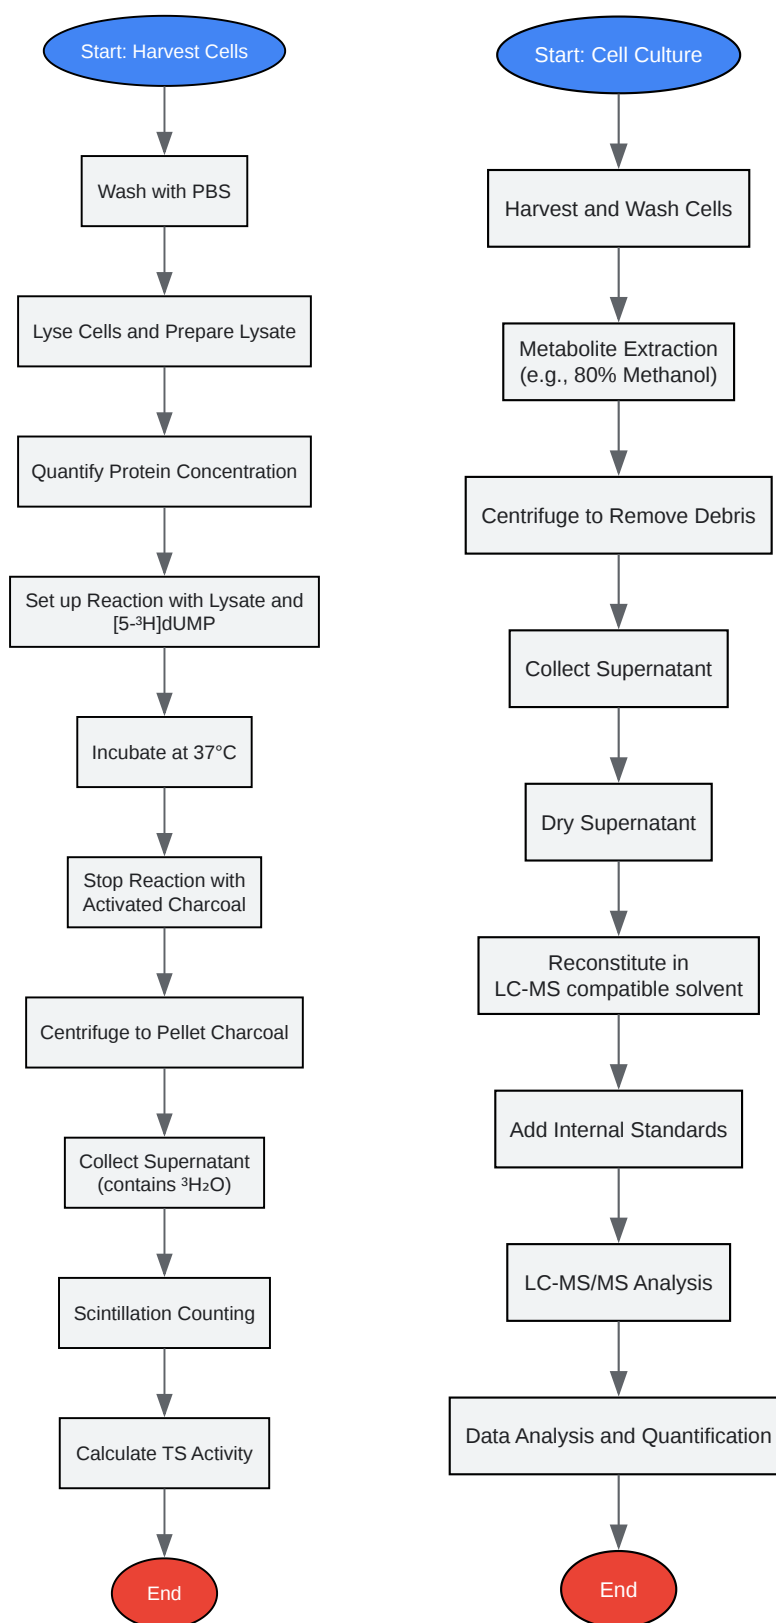 Start: Harvest Cells
Wash with PBS
Lyse Cells and Prepare Lysate
Quantify Protein Concentration
Set up Reaction with Lysate and
[5-³H]dUMP
Incubate at 37°C
Stop Reaction with
Activated Charcoal
Centrifuge to Pellet Charcoal
Collect Supernatant
(contains ³H₂O)
Scintillation Counting
Calculate TS Activity
End
Start: Cell Culture
Harvest and Wash Cells
Metabolite Extraction
(e.g., 80% Methanol)
Centrifuge to Remove Debris
Collect Supernatant
Dry Supernatant
Reconstitute in
LC-MS compatible solvent
Add Internal Standards
LC-MS/MS Analysis
Data Analysis and Quantification
End